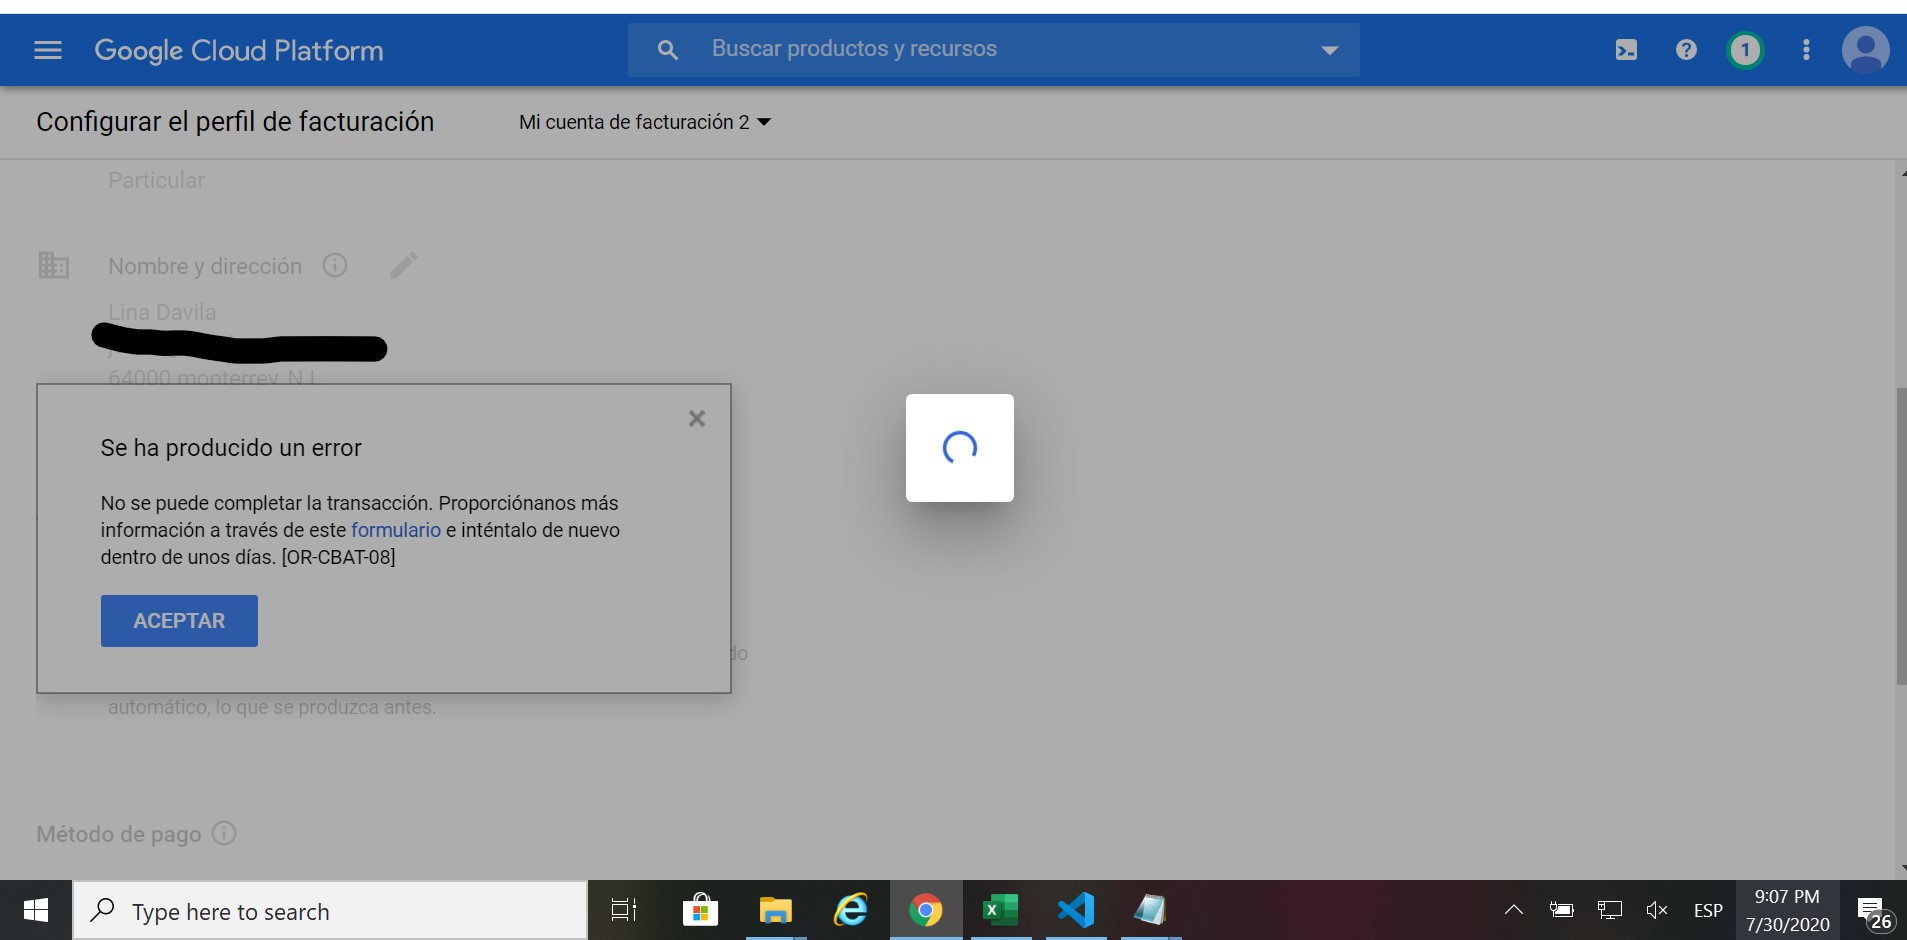 Google Cloud Platform
Buscar productos y recursos
1
Configurar el perfil de facturación
Mi cuenta de facturación 2
Particular
Nombre y dirección
Lina Davila
64000 monterrey, N.L.
Se ha producido un error
No se puede completar la transacción. Proporciónanos más
información a través de este formulario e inténtalo de nuevo
dentro de unos días. [OR-CBAT-08]
ACEPTAR
do
automático, lo que se produzca antes.
Método de pago
Type here to search
ESP
9:07 PM
7/30/2020
26